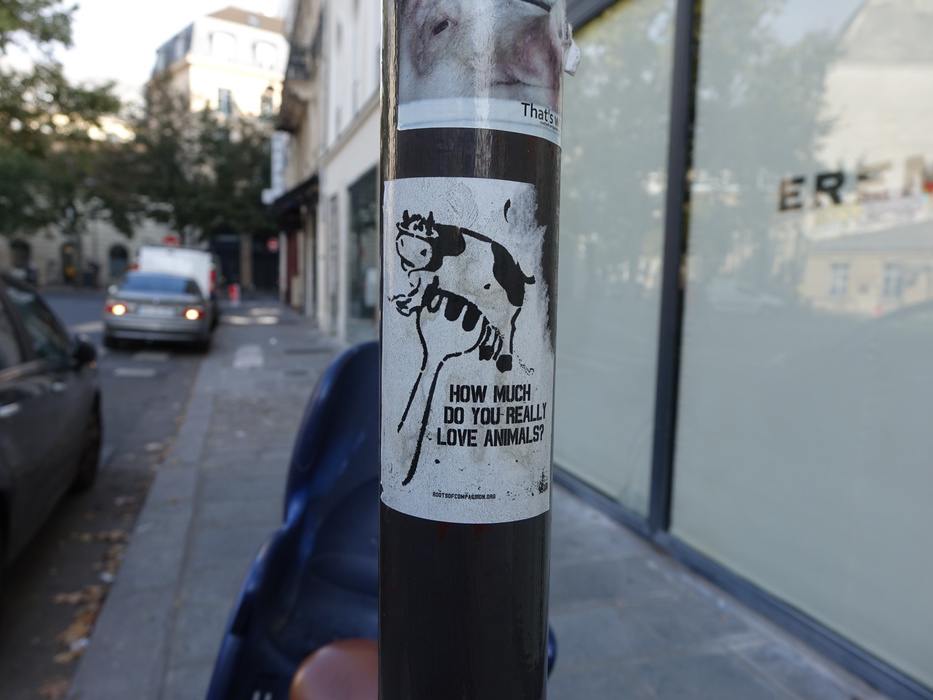 That's
HOW MUCH
DO YOU REALLY
LOVE ANIMALS?
ROOTSOFCOMPASSION.ORG